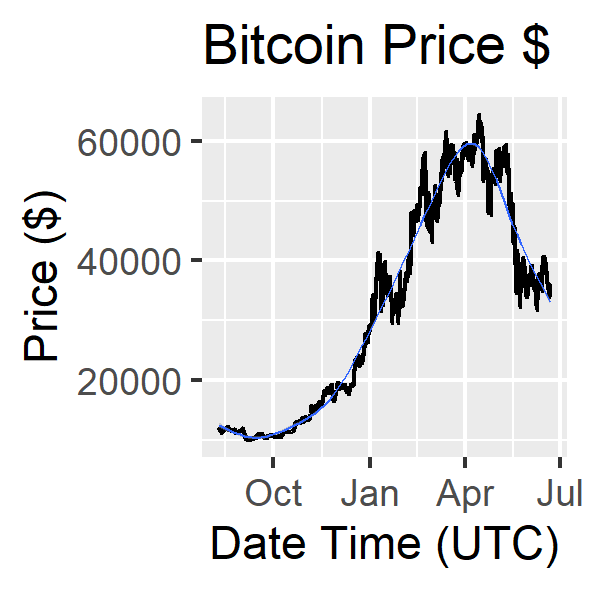 Bitcoin Price $
Price ($)
60000
40000
20000
Oct Jan Apr Jul
Date Time (UTC)